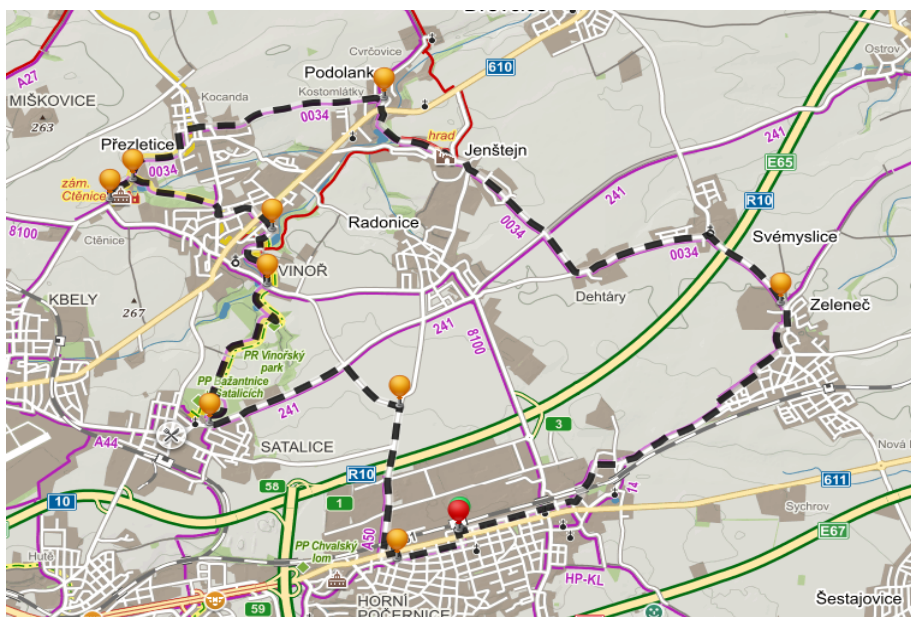 Cvrčovice
610
Ostrov
A27
Podolank
Kostomlátky
Kocanda
MIŠKOVICE
263
0034
241
E65
hrad
Jenštejn
Přezletice
0034
zám.
Ctěnice
241
R10
8100
Radonice
0034
Svémyslice
Ctěnice
0034
VINOŘ
Dehtáry
KBELY
267
Zeleneč
241
8100
PR Vinořský
park
PP Bažantnice
Satalicích
241
3
A44
SATALICE
R10
58
1
Nová
10
14
611
Sychrov
A50
E67
PP Chvalský
lom
Hutě
HP-KL
59
HORNÍ
POČERNICE
Šestajovice